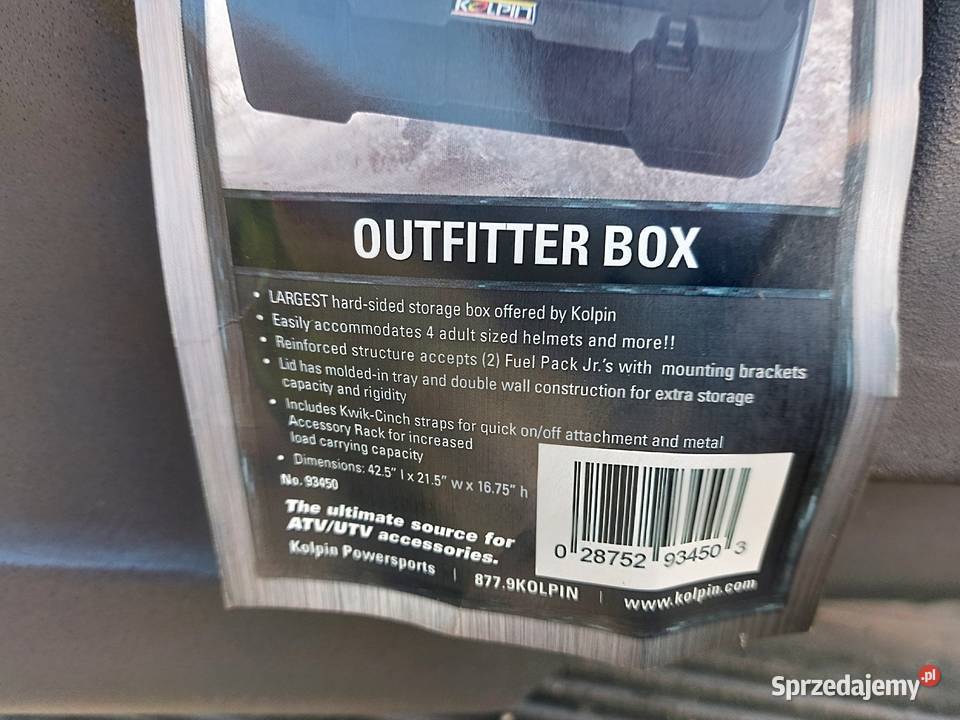 KOLPIN
OUTFITTER BOX
• LARGEST hard-sided storage box offered by Kolpin
• Easily accommodates 4 adult sized helmets and more!!
• Reinforced structure accepts (2) Fuel Pack Jr.'s with mounting brackets
• Lid has molded-in tray and double wall construction for extra storage
capacity and rigidity
• Includes Kwik-Cinch straps for quick on/off attachment and metal
Accessory Rack for increased
load carrying capacity
• Dimensions: 42.5" l x 21.5" w x 16.75" h
No. 93450
The ultimate source for
ATV/UTV accessories.
Kolpin Powersports | 877.9KOLPIN | www.kolpin.com
0 28752 93450 3
Sprzedajemy.pl